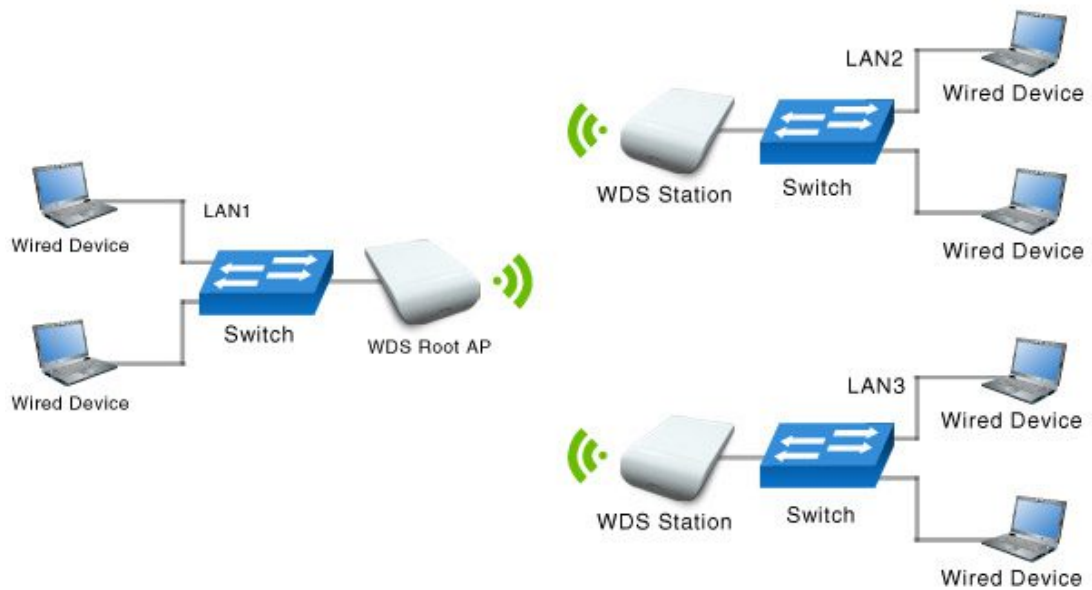 LAN1
Wired Device
Switch
WDS Root AP
Wired Device
LAN2
Wired Device
WDS Station
Switch
Wired Device
LAN3
Wired Device
WDS Station
Switch
Wired Device